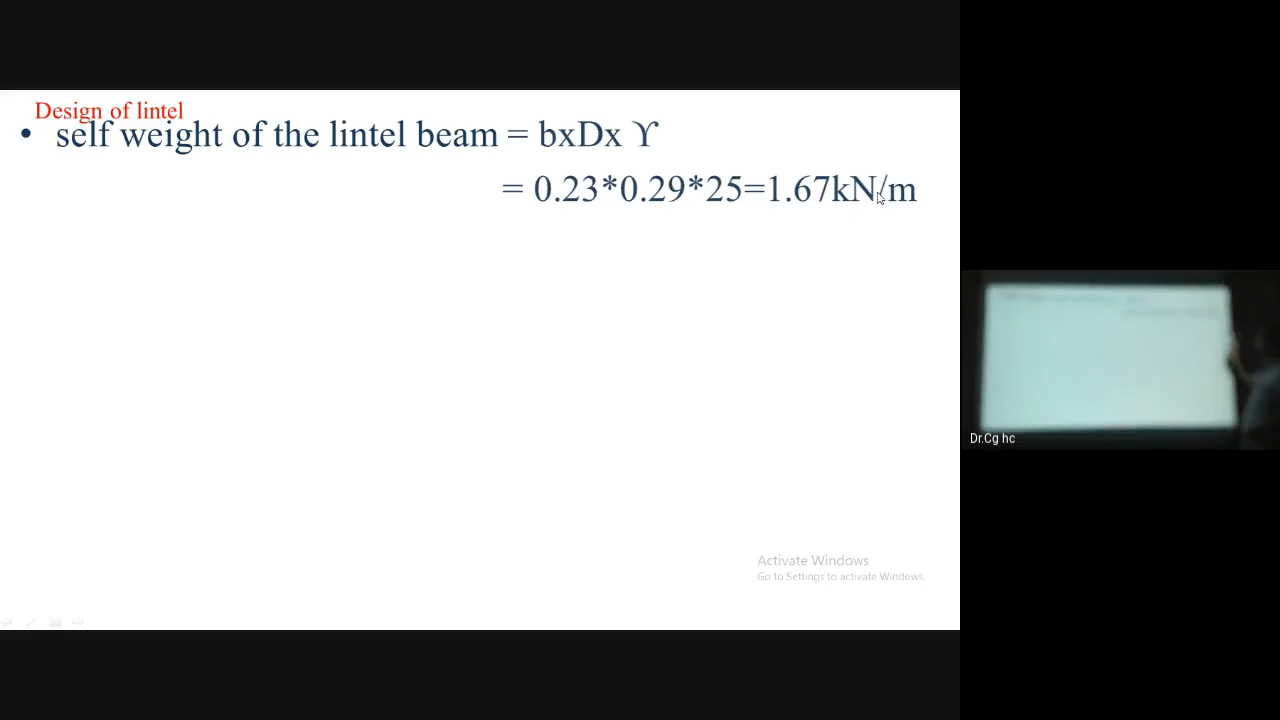 Design of lintel
• self weight of the lintel beam = bxDx ϒ
= 0.23*0.29*25=1.67kN/m
Dr.Cg hc
Activate Windows
Go to Settings to activate Windows.